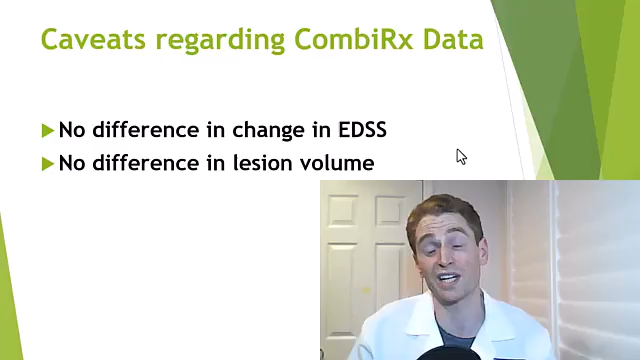 Caveats regarding CombiRx Data
No difference in change in EDSS
No difference in lesion volume